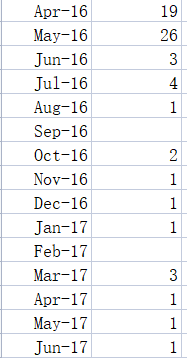 Apr-16 19
May-16 26
Jun-16 3
Jul-16 4
Aug-16 1
Sep-16
Oct-16 2
Nov-16 1
Dec-16 1
Jan-17 1
Feb-17
Mar-17 3
Apr-17 1
May-17 1
Jun-17 1